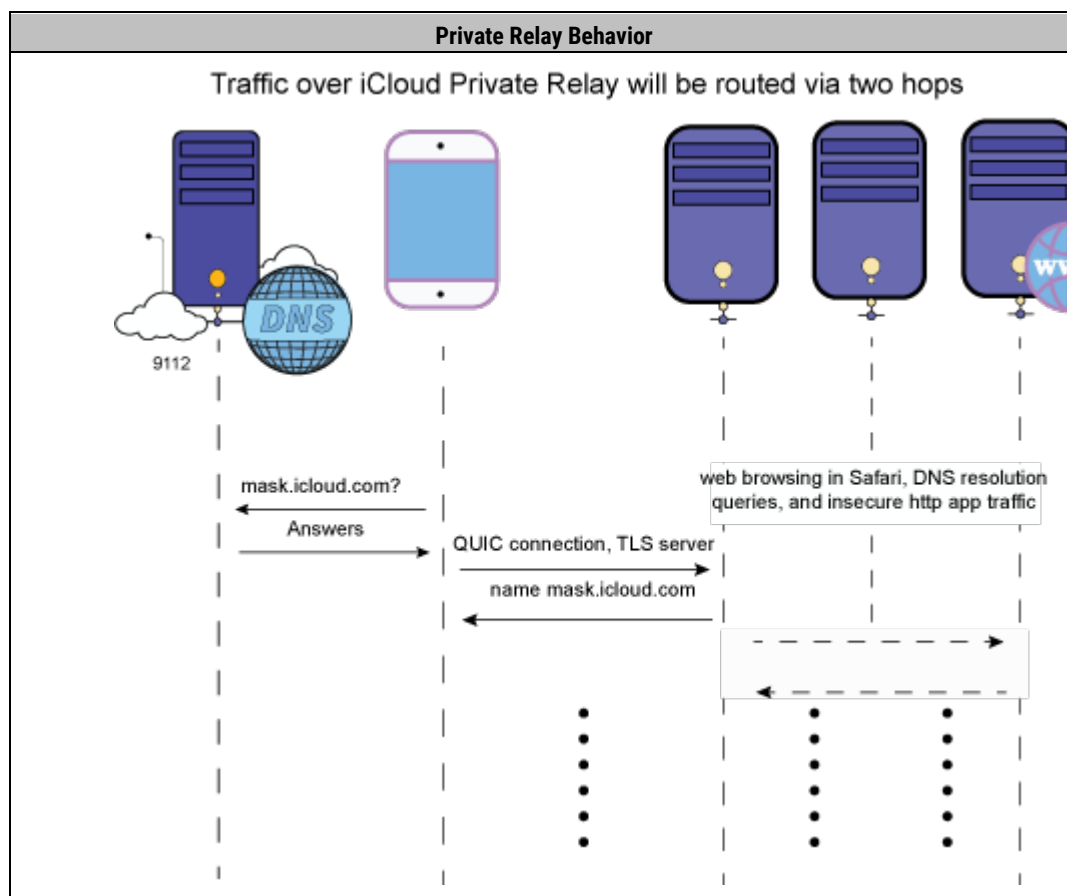 Private Relay Behavior
Traffic over iCloud Private Relay will be routed via two hops
DNS
9112
mask.icloud.com?
Answers
QUIC connection, TLS server
name mask.icloud.com
web browsing in Safari, DNS resolution
queries, and insecure http app traffic